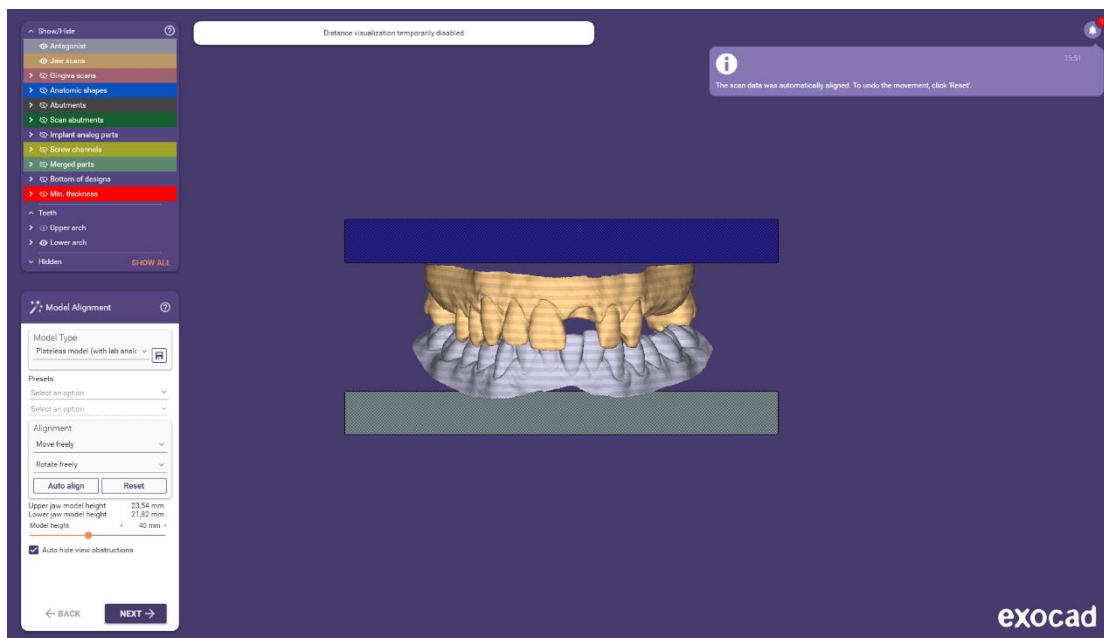 Show/Hide
Antagonist
Jaw scans
Gingiva scans
Anatomic shapes
Abutments
Scan abutments
Implant analog parts
Screw channels
Merged parts
Bottom of designs
Min. thickness
Teeth
Upper arch
Lower arch
Hidden SHOW ALL
Model Alignment
Model Type
Plateless model (with lab analo
Presets
Select an option
Select an option
Alignment
Move freely
Rotate freely
Auto align Reset
Upper jaw model height 23,54 mm
Lower jaw model height 21,82 mm
Model height 40 mm
Auto hide view obstructions
BACK NEXT
Distance visualization temporarily disabled
1
15:51
The scan data was automatically aligned. To undo the movement, click 'Reset'.
exocad